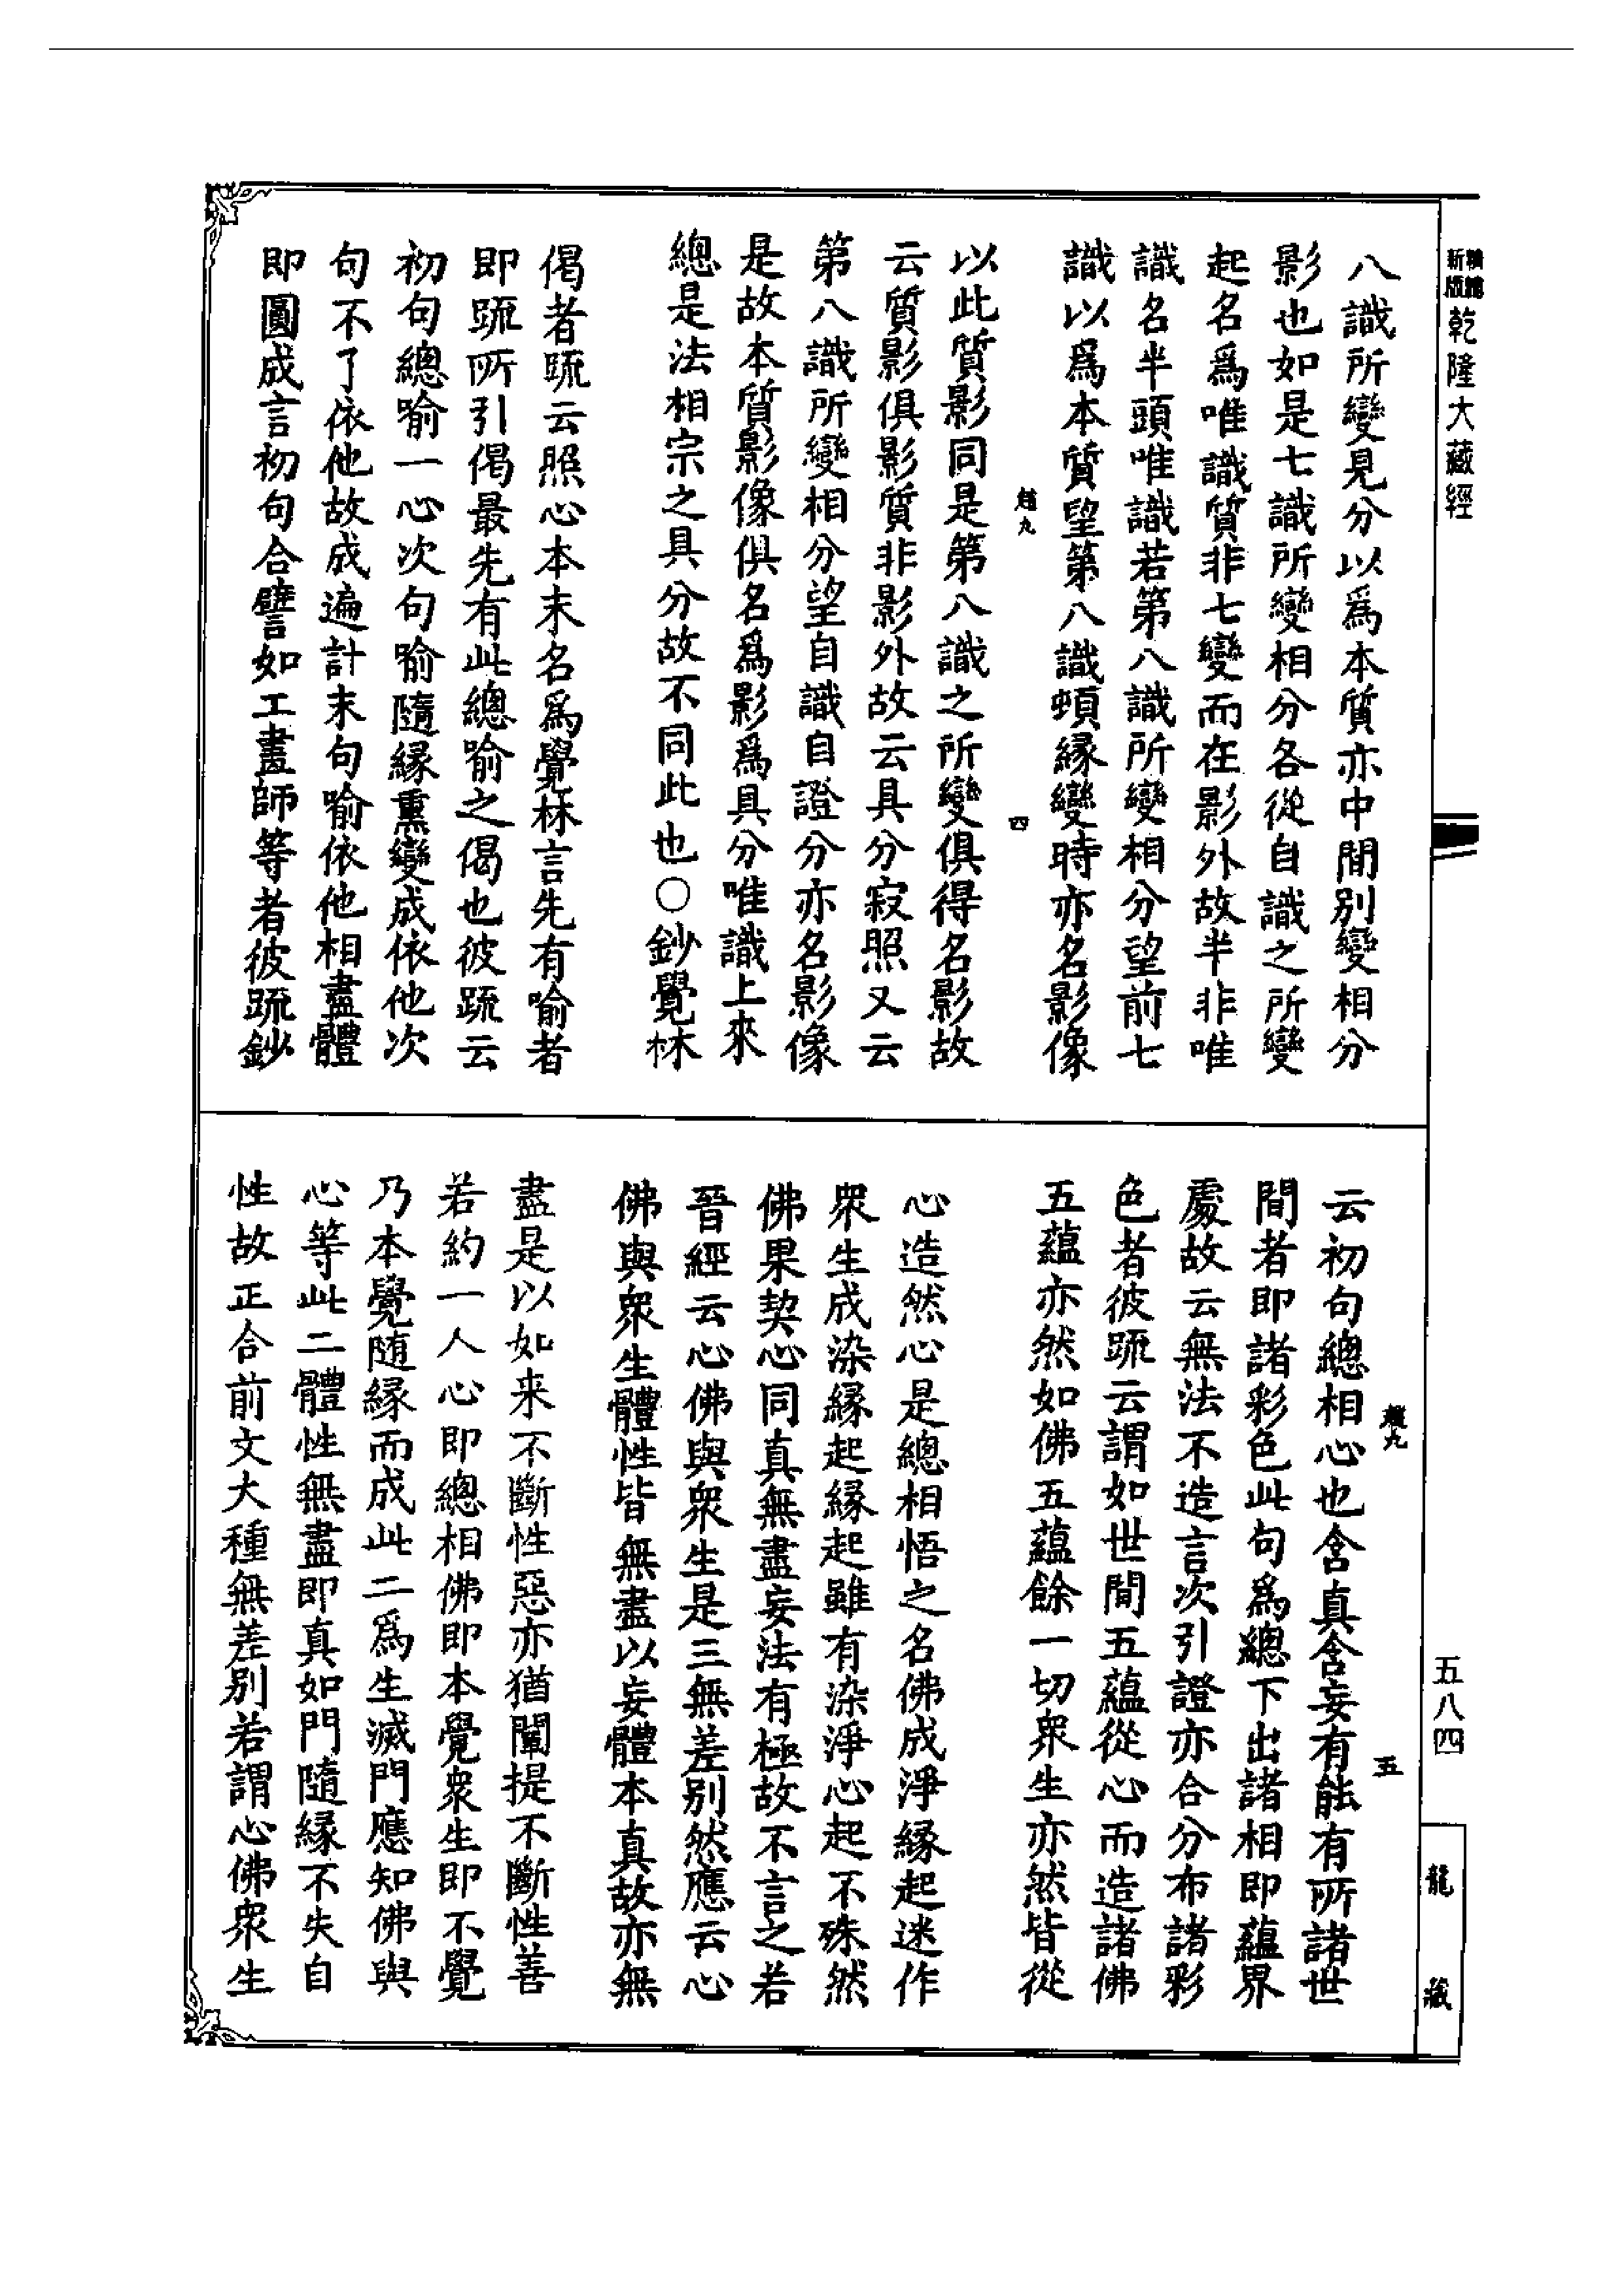 新版精體乾隆大藏經
八識所變見分以爲本質亦中間別變相分
影也如是七識所變相分各從自識之所變
起名爲唯識質非七變而在影外故半非唯
識名半頭唯識若第八識所變相分望前七
識以爲本質望第八識頓緣變時亦名影像
趙九
四
以此質影同是第八識之所變俱得名影故
云質影俱影質非影外故云具分寂照又云
第八識所變相分望自識自證分亦名影像
是故本質影像俱名爲影爲具分唯識上來
總是法相宗之具分故不同此也○鈔覺林
偈者䟽云照心本末名爲覺林言先有喻者
即䟽所引偈最先有此總喻之偈也彼䟽云
初句總喻一心次句喻隨緣熏變成依他次
句不了依他故成遍計末句喻依他相盡體
即圓成言初句合譬如工畫師等者彼䟽鈔
云初句總相心也含真含妄有能有所諸世
間者即諸彩色此句爲總下出諸相即蘊界
處故云無法不造言次引證亦合分布諸彩
色者彼䟽云謂如世間五蘊從心而造諸佛
五蘊亦然如佛五蘊餘一切衆生亦然皆從
趙九
五
心造然心是總相悟之名佛成淨緣起迷作
衆生成染緣起緣起雖有染淨心起不殊然
佛果契心同真無盡妄法有極故不言之若
晉經云心佛與衆生是三無差別然應云心
佛與衆生體性皆無盡以妄體本真故亦無
盡是以如来不斷性惡亦猶闡提不斷性善
若約一人心即總相佛即本覺衆生即不覺
乃本覺随緣而成此二爲生滅門應知佛與
心等此二體性無盡即真如門隨緣不失自
性故正合前文大種無差別若謂心佛衆生
五八四
龍藏